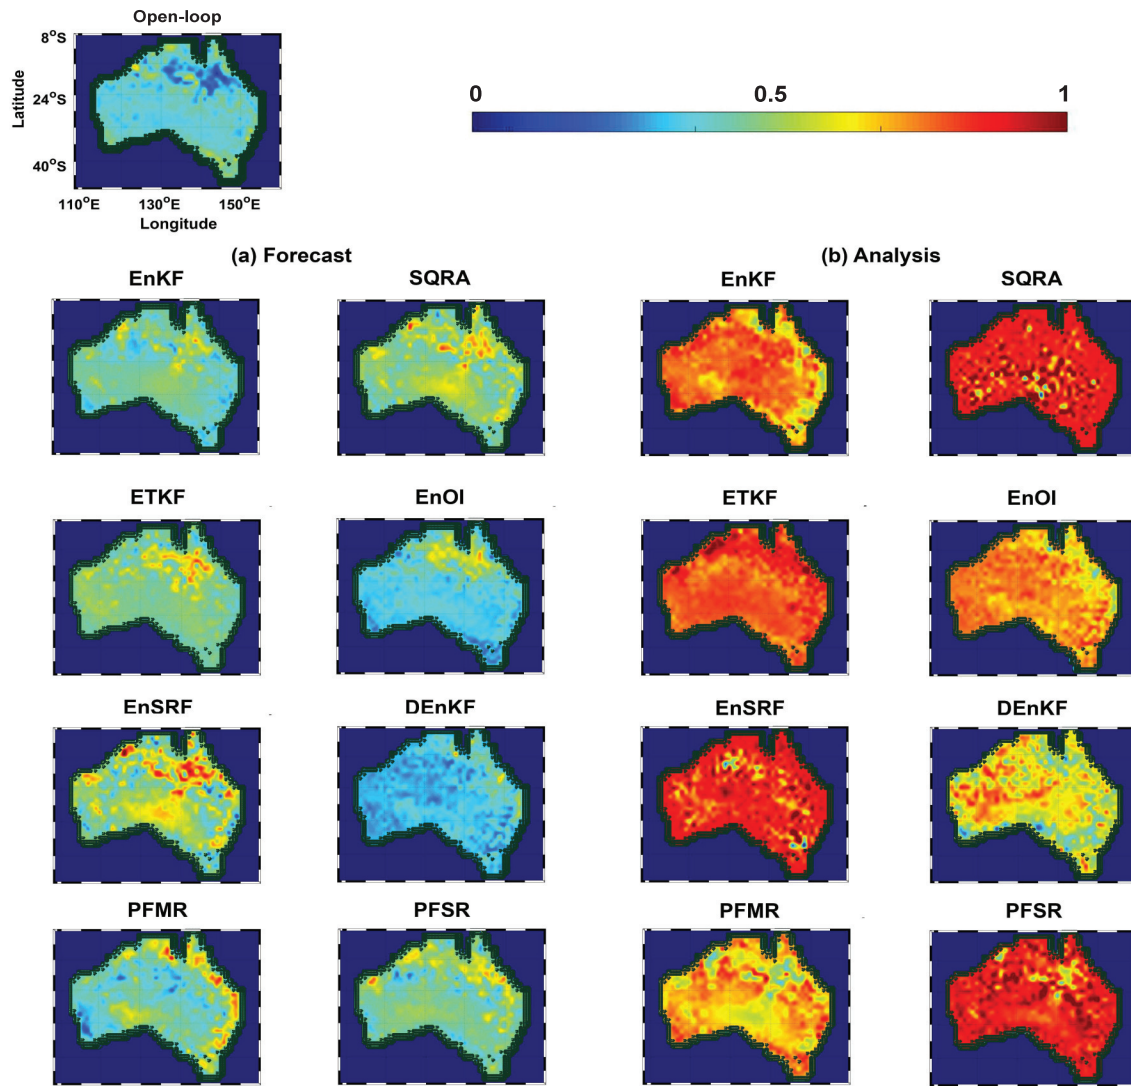 Open-loop
8°S
24°S
40°S
Latitude
110°E 130°E 150°E
Longitude
0 0.5 1
(a) Forecast (b) Analysis
EnKF SQRA EnKF SQRA
ETKF EnOI ETKF EnOI
EnSRF DEnKF EnSRF DEnKF
PFMR PFSR PFMR PFSR